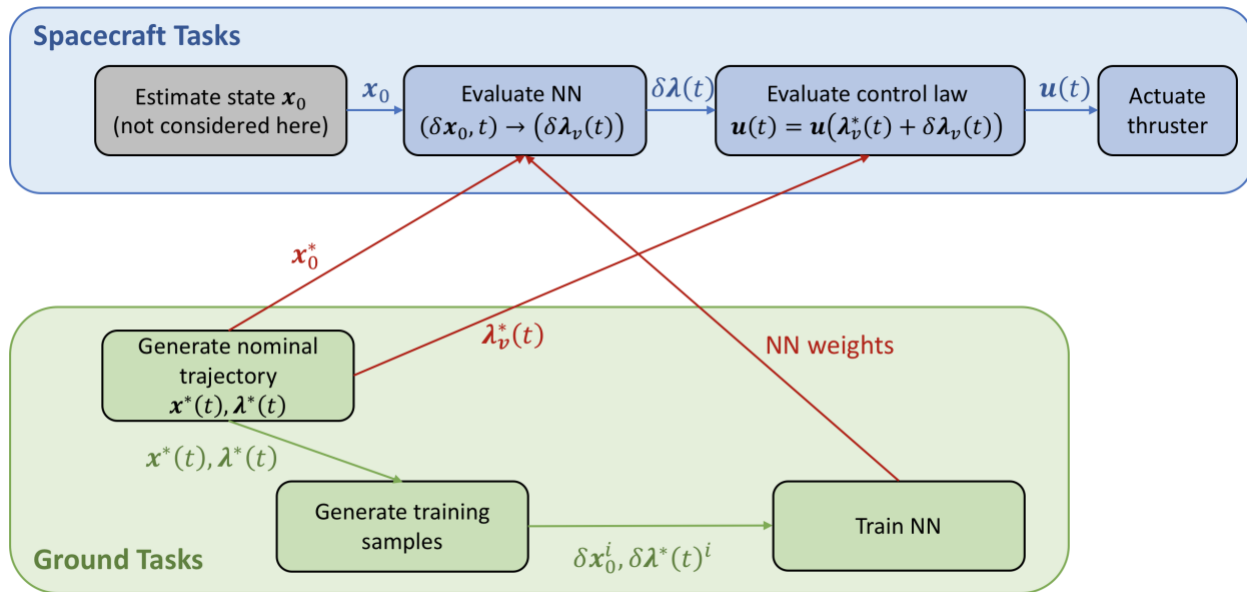 Spacecraft Tasks
Estimate state 𝒙₀
(not considered here)
𝒙₀
Evaluate NN
(δ𝒙₀, t) → (δ𝝀ᵥ(t))
δ𝝀(t)
Evaluate control law
𝒖(t) = 𝒖(𝝀ᵥ*(t) + δ𝝀ᵥ(t))
𝒖(t)
Actuate
thruster
𝒙₀*
𝝀ᵥ*(t)
NN weights
Generate nominal
trajectory
𝒙*(t), 𝝀*(t)
𝒙*(t), 𝝀*(t)
Generate training
samples
δ𝒙₀ⁱ, δ𝝀*(t)ⁱ
Train NN
Ground Tasks